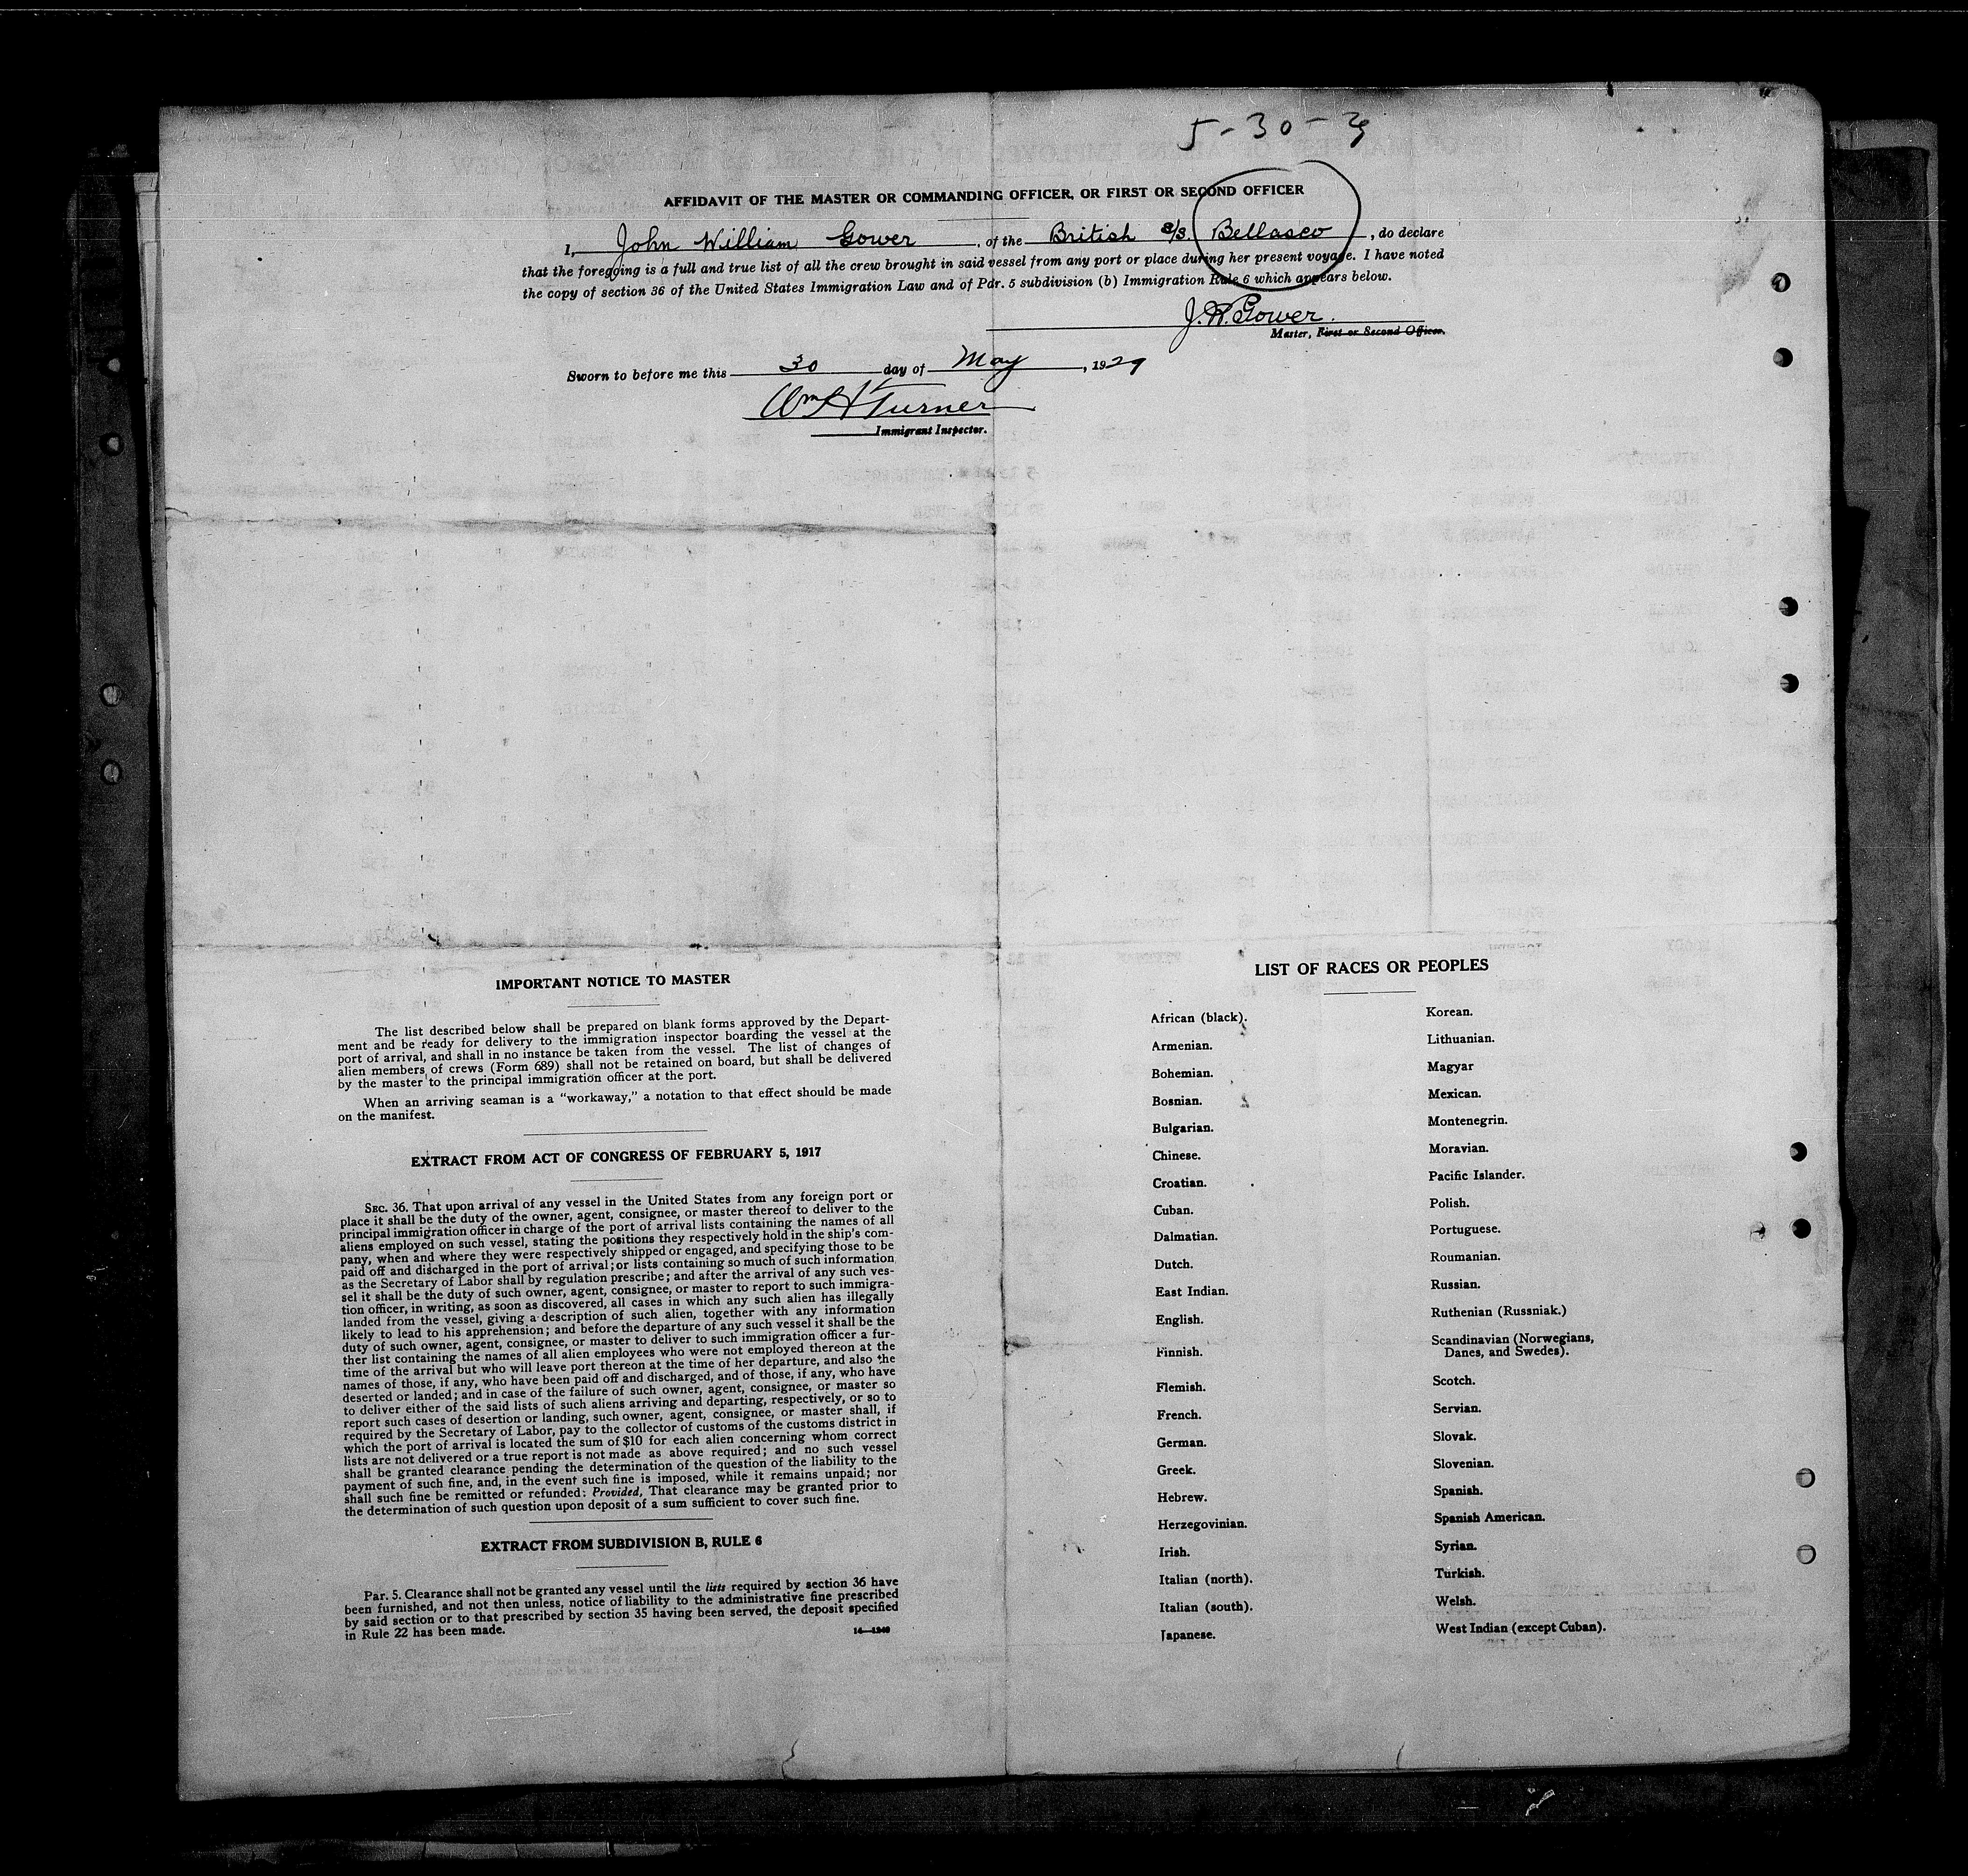 5-30-29
AFFIDAVIT OF THE MASTER OR COMMANDING OFFICER, OR FIRST OR SECOND OFFICER
I, John William Gower, of the British S/S. Bellasco, do declare
that the foregoing is a full and true list of all the crew brought in said vessel from any port or place during her present voyage. I have noted
the copy of section 36 of the United States Immigration Law and of Par. 5 subdivision (b) Immigration Rule 6 which appears below.
J.W. Gower.
Master, First or Second Officer.
Sworn to before me this 30 day of May, 1929
Wm H Turner
Immigrant Inspector.
IMPORTANT NOTICE TO MASTER
The list described below shall be prepared on blank forms approved by the Depart-
ment and be ready for delivery to the immigration inspector boarding the vessel at the
port of arrival, and shall in no instance be taken from the vessel. The list of changes of
alien members of crews (Form 689) shall not be retained on board, but shall be delivered
by the master to the principal immigration officer at the port.
When an arriving seaman is a “workaway,” a notation to that effect should be made
on the manifest.
EXTRACT FROM ACT OF CONGRESS OF FEBRUARY 5, 1917
SEC. 36. That upon arrival of any vessel in the United States from any foreign port or
place it shall be the duty of the owner, agent, consignee, or master thereof to deliver to the
principal immigration officer in charge of the port of arrival lists containing the names of all
aliens employed on such vessel, stating the positions they respectively hold in the ship's com-
pany, when and where they were respectively shipped or engaged, and specifying those to be
paid off and discharged in the port of arrival; or lists containing so much of such information
as the Secretary of Labor shall by regulation prescribe; and after the arrival of any such ves-
sel it shall be the duty of such owner, agent, consignee, or master to report to such immigra-
tion officer, in writing, as soon as discovered, all cases in which any such alien has illegally
landed from the vessel, giving a description of such alien, together with any information
likely to lead to his apprehension; and before the departure of any such vessel it shall be the
duty of such owner, agent, consignee, or master to deliver to such immigration officer a fur-
ther list containing the names of all alien employees who were not employed thereon at the
time of the arrival but who will leave port thereon at the time of her departure, and also the
names of those, if any, who have been paid off and discharged, and of those, if any, who have
deserted or landed; and in case of the failure of such owner, agent, consignee, or master so
to deliver either of the said lists of such aliens arriving and departing, respectively, or so to
report such cases of desertion or landing, such owner, agent, consignee, or master shall, if
required by the Secretary of Labor, pay to the collector of customs of the customs district in
which the port of arrival is located the sum of $10 for each alien concerning whom correct
lists are not delivered or a true report is not made as above required; and no such vessel
shall be granted clearance pending the determination of the question of the liability to the
payment of such fine, and, in the event such fine is imposed, while it remains unpaid; nor
shall such fine be remitted or refunded: Provided, That clearance may be granted prior to
the determination of such question upon deposit of a sum sufficient to cover such fine.
EXTRACT FROM SUBDIVISION B, RULE 6
Par. 5. Clearance shall not be granted any vessel until the lists required by section 36 have
been furnished, and not then unless, notice of liability to the administrative fine prescribed
by said section or to that prescribed by section 35 having been served, the deposit specified
in Rule 22 has been made.
14—1240
LIST OF RACES OR PEOPLES
African (black).
Armenian.
Bohemian.
Bosnian.
Bulgarian.
Chinese.
Croatian.
Cuban.
Dalmatian.
Dutch.
East Indian.
English.
Finnish.
Flemish.
French.
German.
Greek.
Hebrew.
Herzegovinian.
Irish.
Italian (north).
Italian (south).
Japanese.
Korean.
Lithuanian.
Magyar
Mexican.
Montenegrin.
Moravian.
Pacific Islander.
Polish.
Portuguese.
Roumanian.
Russian.
Ruthenian (Russniak.)
Scandinavian (Norwegians,
Danes, and Swedes).
Scotch.
Servian.
Slovak.
Slovenian.
Spanish.
Spanish American.
Syrian.
Turkish.
Welsh.
West Indian (except Cuban).